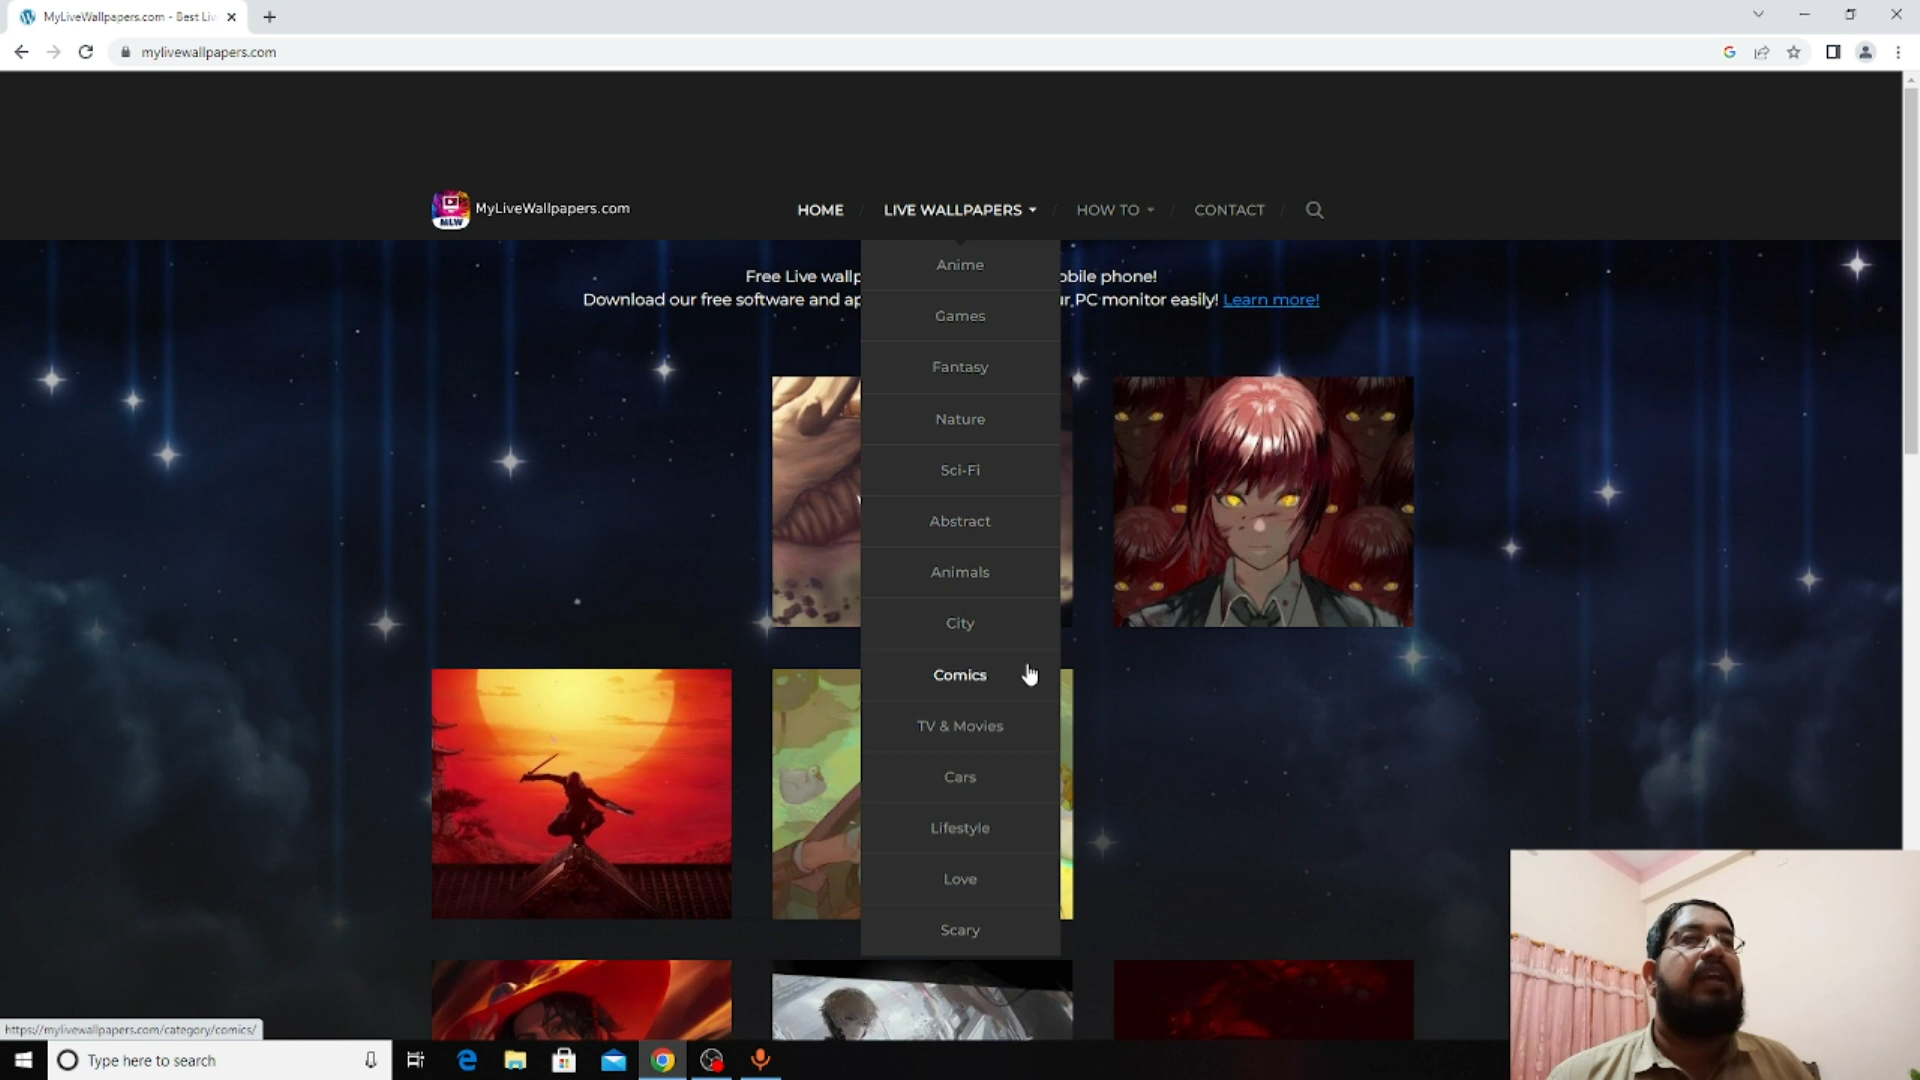 MyLiveWallpapers.com - Best Liv
mylivewallpapers.com
MLW
MyLiveWallpapers.com
HOME
LIVE WALLPAPERS
HOW TO
CONTACT
Free Live wallp
obile phone!
Download our free software and ap
ur PC monitor easily! Learn more!
Anime
Games
Fantasy
Nature
Sci-Fi
Abstract
Animals
City
Comics
TV & Movies
Cars
Lifestyle
Love
Scary
https://mylivewallpapers.com/category/comics/
Type here to search